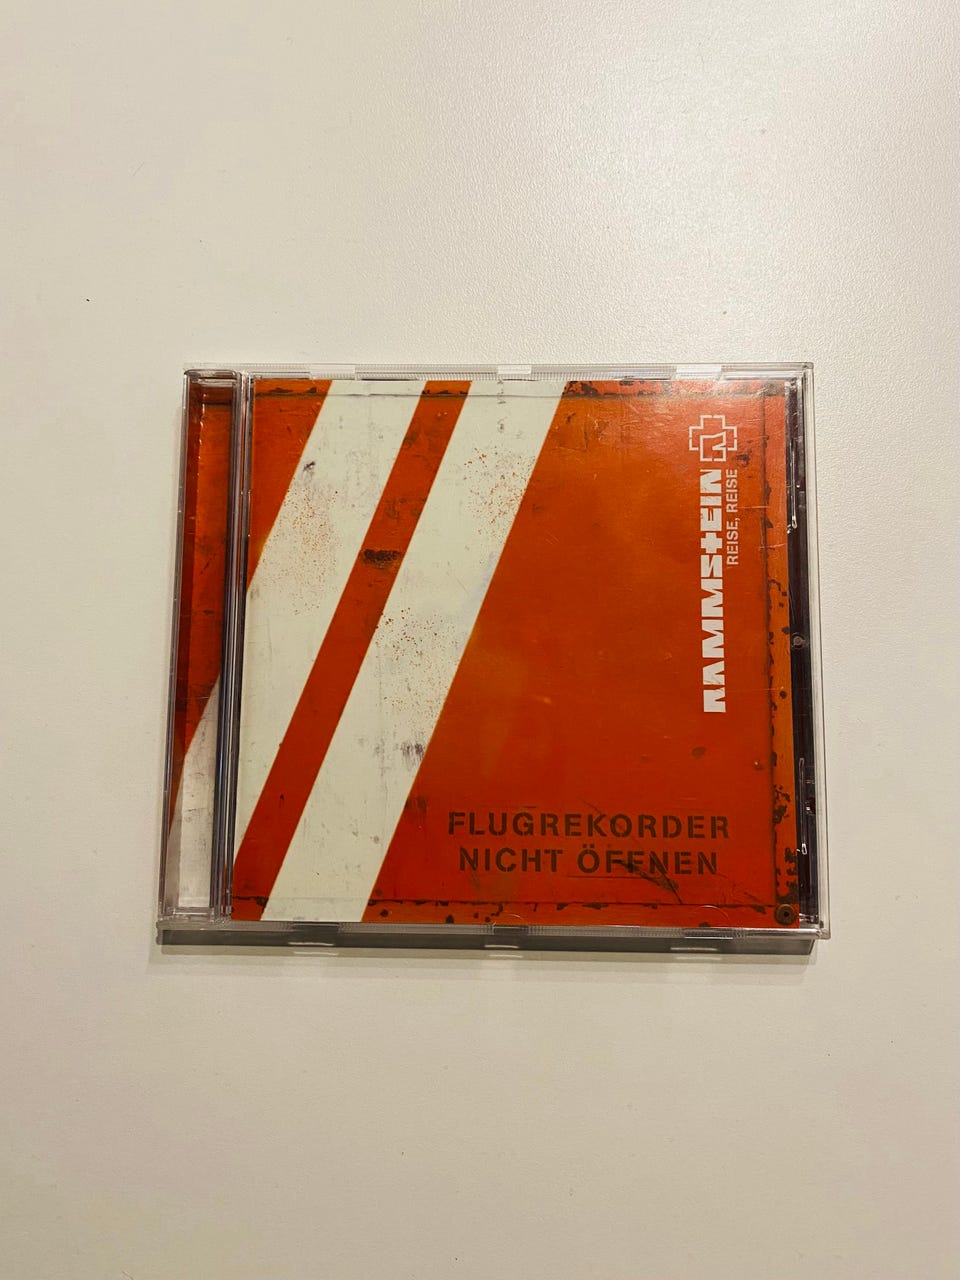 RAMMSTEIN
REISE, REISE
FLUGREKORDER
NICHT ÖFFNEN